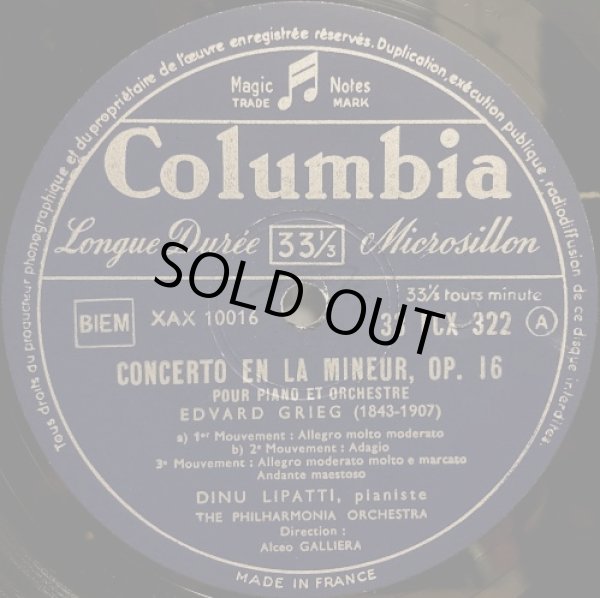 Tous droits du producteur phonographique et du propriétaire de l'œuvre enregistrée réservés. Duplication, exécution publique, radiodiffusion de ce disque interdites.
Magic Notes
TRADE MARK
Columbia
Longue Durée 33⅓ Microsillon
33⅓ tours minute
BIEM XAX 10016 CX 322 A
SOLD OUT
CONCERTO EN LA MINEUR, OP. 16
POUR PIANO ET ORCHESTRE
EDVARD GRIEG (1843-1907)
a) 1er Mouvement : Allegro molto moderato
b) 2e Mouvement : Adagio
3e Mouvement : Allegro moderato molto e marcato
Andante maestoso
DINU LIPATTI, pianiste
THE PHILHARMONIA ORCHESTRA
Direction :
Alceo GALLIERA
MADE IN FRANCE